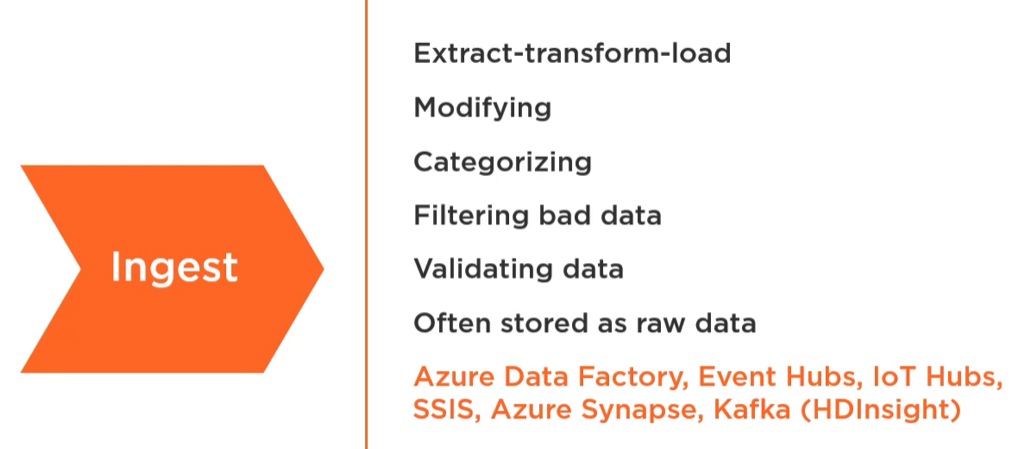 Ingest
Extract-transform-load
Modifying
Categorizing
Filtering bad data
Validating data
Often stored as raw data
Azure Data Factory, Event Hubs, IoT Hubs,
SSIS, Azure Synapse, Kafka (HDInsight)